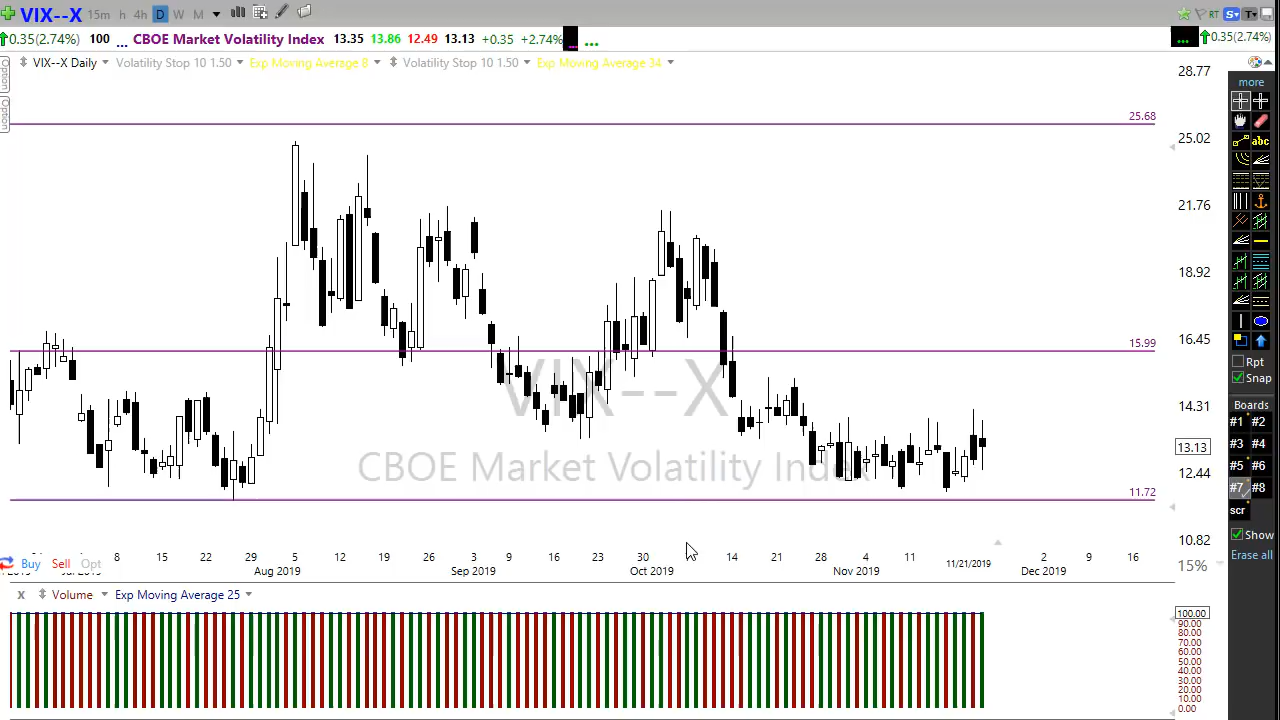 VIX--X 15m h 4h D W M RT S T
0.35(2.74%) 100 ... CBOE Market Volatility Index 13.35 13.86 12.49 13.13 +0.35 +2.74% ... ... ... 0.35(2.74%)
VIX--X Daily Volatility Stop 10 1.50 Exp Moving Average 8 Volatility Stop 10 1.50 Exp Moving Average 34
Option
Option
28.77
25.68
25.02
21.76
18.92
16.45
15.99
14.31
13.13
12.44
11.72
10.82
VIX--X
CBOE Market Volatility Index
more
abc
Rpt
Snap
Boards
#1 #2
#3 #4
#5 #6
#7 #8
scr
Show
Erase all
8 15 22 29 5 12 19 26 3 9 16 23 30 14 21 28 4 11 2 9 16
Aug 2019 Sep 2019 Oct 2019 Nov 2019 11/21/2019 Dec 2019
Buy Sell Opt
15%
x Volume Exp Moving Average 25
100.00
90.00
80.00
70.00
60.00
50.00
40.00
30.00
20.00
10.00
0.00